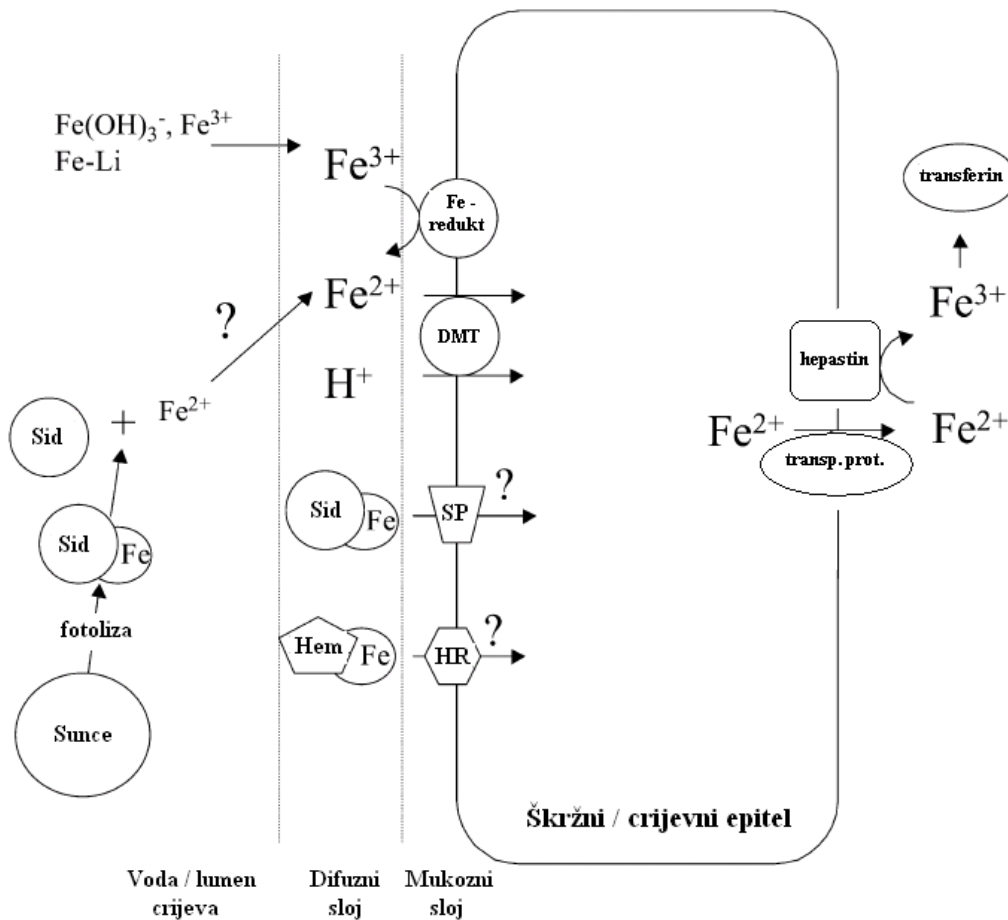 Fe(OH)₃⁻, Fe³⁺
Fe-Li
Fe³⁺
Fe -
redukt
transferin
Fe²⁺
?
DMT
Fe³⁺
hepastin
H⁺
Sid
+
Fe²⁺
Fe²⁺
Fe²⁺
transp. prot.
Sid
Fe
SP
?
Sid
Fe
fotoliza
Hem
Fe
HR
?
Sunce
Škržni / crijevni epitel
Voda / lumen
crijeva
Difuzni
sloj
Mukozni
sloj